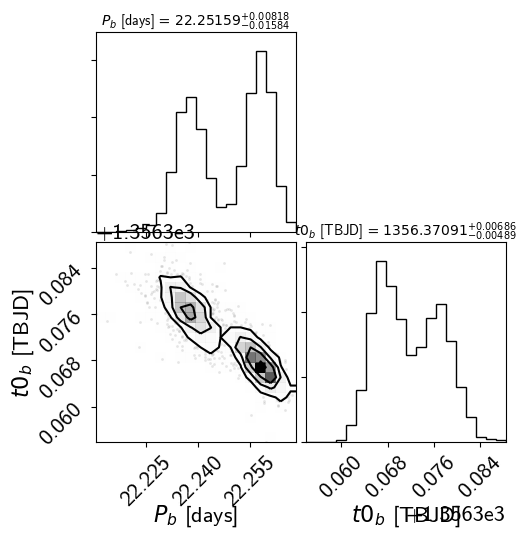 P_b [days] = 22.25159^{+0.00818}_{-0.01584}
+1.3563e3
t0_b [TBJD] = 1356.37091^{+0.00686}_{-0.00489}
0.084
0.076
0.068
0.060
t0_b [TBJD]
22.225 22.240 22.255
P_b [days]
0.060 0.068 0.076 0.084
t0_b [TBJD]
+1.3563e3